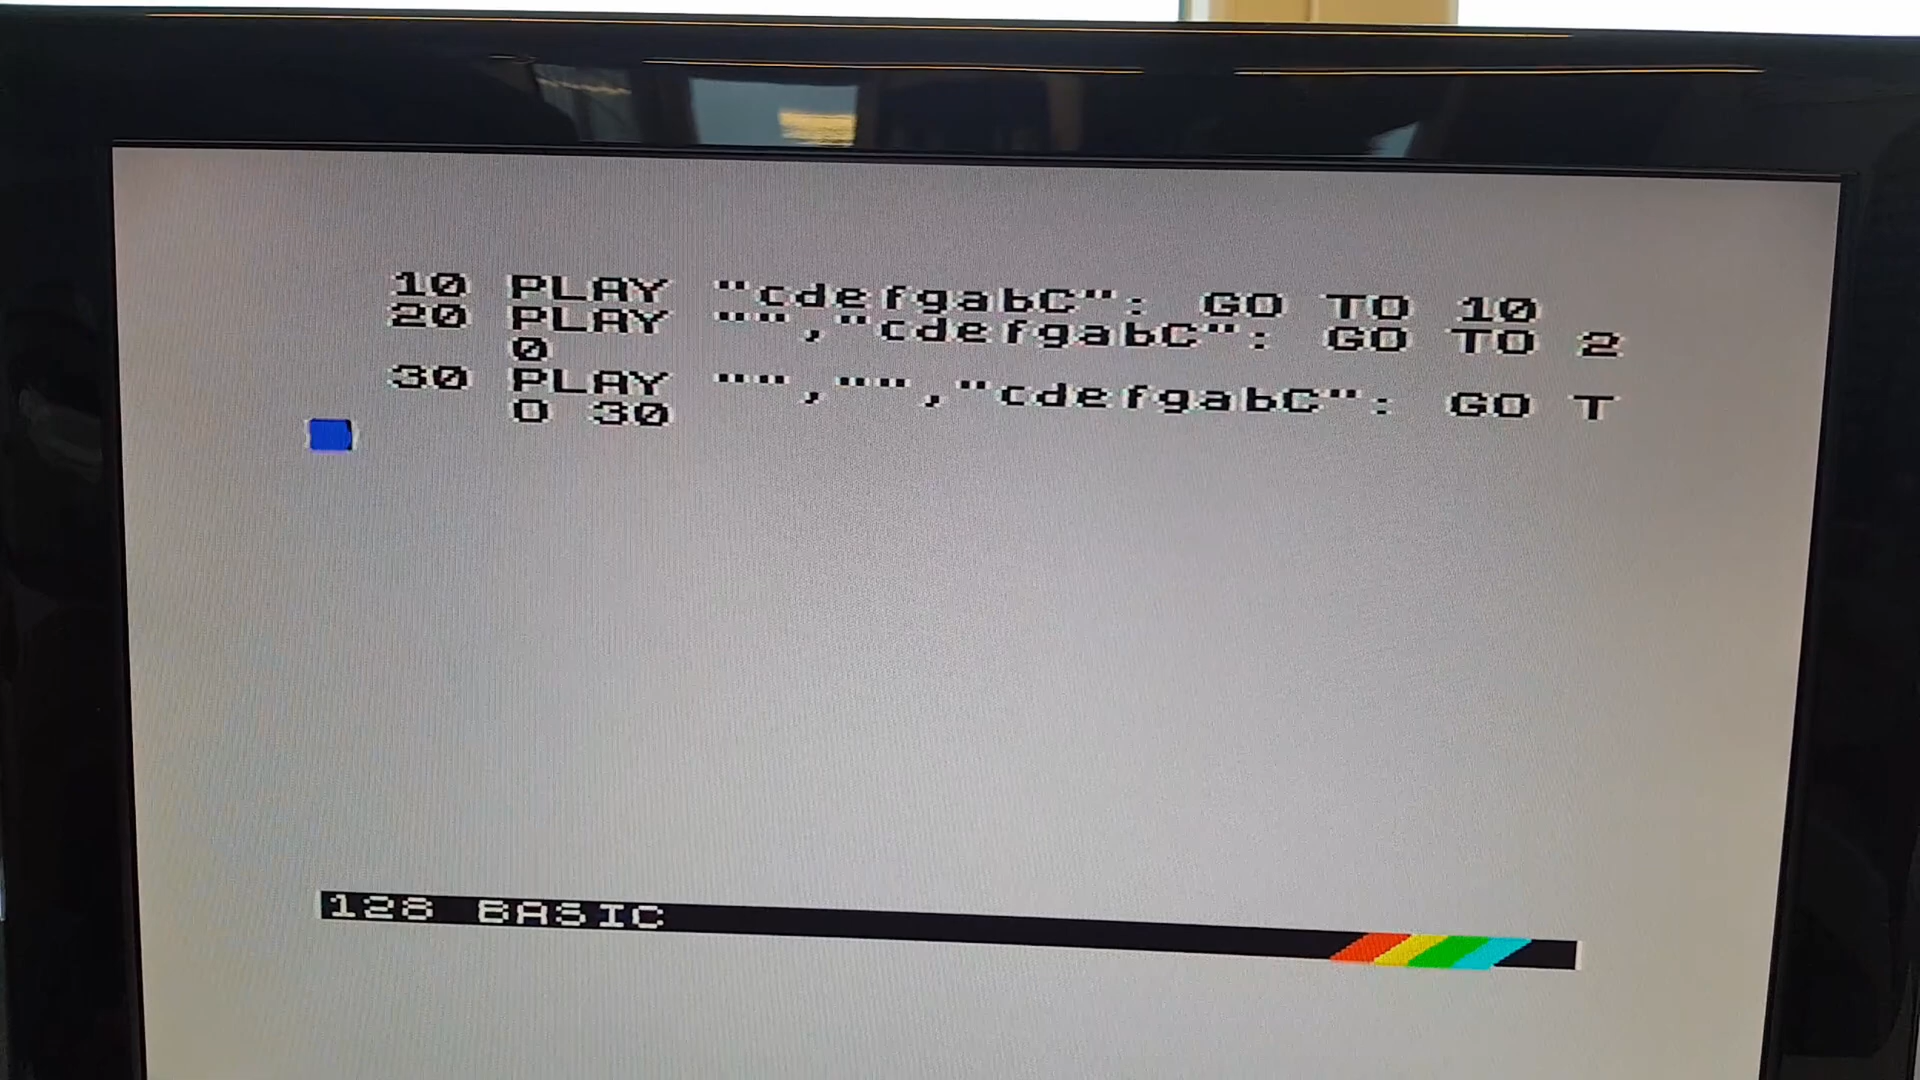 10 PLAY "cdefgabC": GO TO 10
20 PLAY "","cdefgabC": GO TO 2
0
30 PLAY "","","cdefgabC": GO T
O 30
128 BASIC